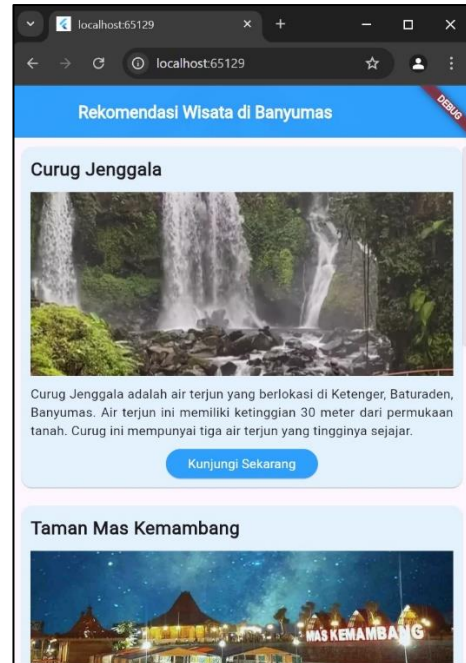 localhost:65129
localhost:65129
Rekomendasi Wisata di Banyumas
DEBUG
Curug Jenggala
Curug Jenggala adalah air terjun yang berlokasi di Ketenger, Baturaden,
Banyumas. Air terjun ini memiliki ketinggian 30 meter dari permukaan
tanah. Curug ini mempunyai tiga air terjun yang tingginya sejajar.
Kunjungi Sekarang
Taman Mas Kemambang
MAS KEMAMBANG